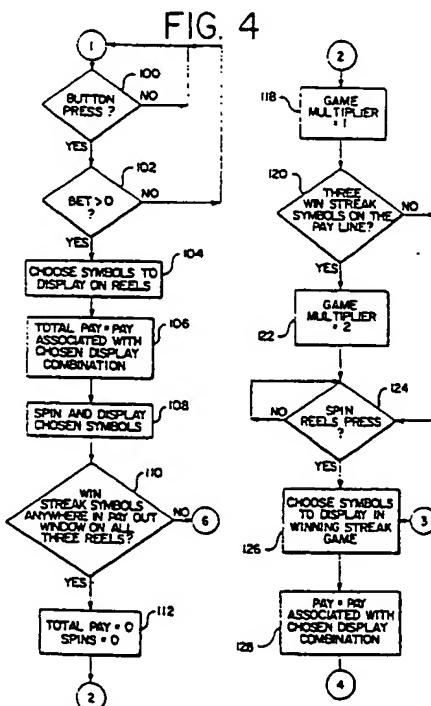 FIG. 4
1
100
BUTTON
PRESS ?
NO
YES
102
BET > 0
?
NO
YES
104
CHOOSE SYMBOLS TO
DISPLAY ON REELS
106
TOTAL PAY = PAY
ASSOCIATED WITH
CHOSEN DISPLAY
COMBINATION
108
SPIN AND DISPLAY
CHOSEN SYMBOLS
110
WIN
STREAK SYMBOLS
ANYWHERE IN PAY OUT
WINDOW ON ALL
THREE REELS?
NO
6
YES
112
TOTAL PAY = 0
SPINS = 0
2
2
118
GAME
MULTIPLIER
= 1
120
THREE
WIN STREAK
SYMBOLS ON THE
PAY LINE?
NO
YES
GAME
MULTIPLIER
= 2
122
124
SPIN
REELS PRESS
?
NO
YES
CHOOSE SYMBOLS
TO DISPLAY IN
WINNING STREAK
GAME
3
126
PAY = PAY
ASSOCIATED WITH
CHOSEN DISPLAY
COMBINATION
128
4